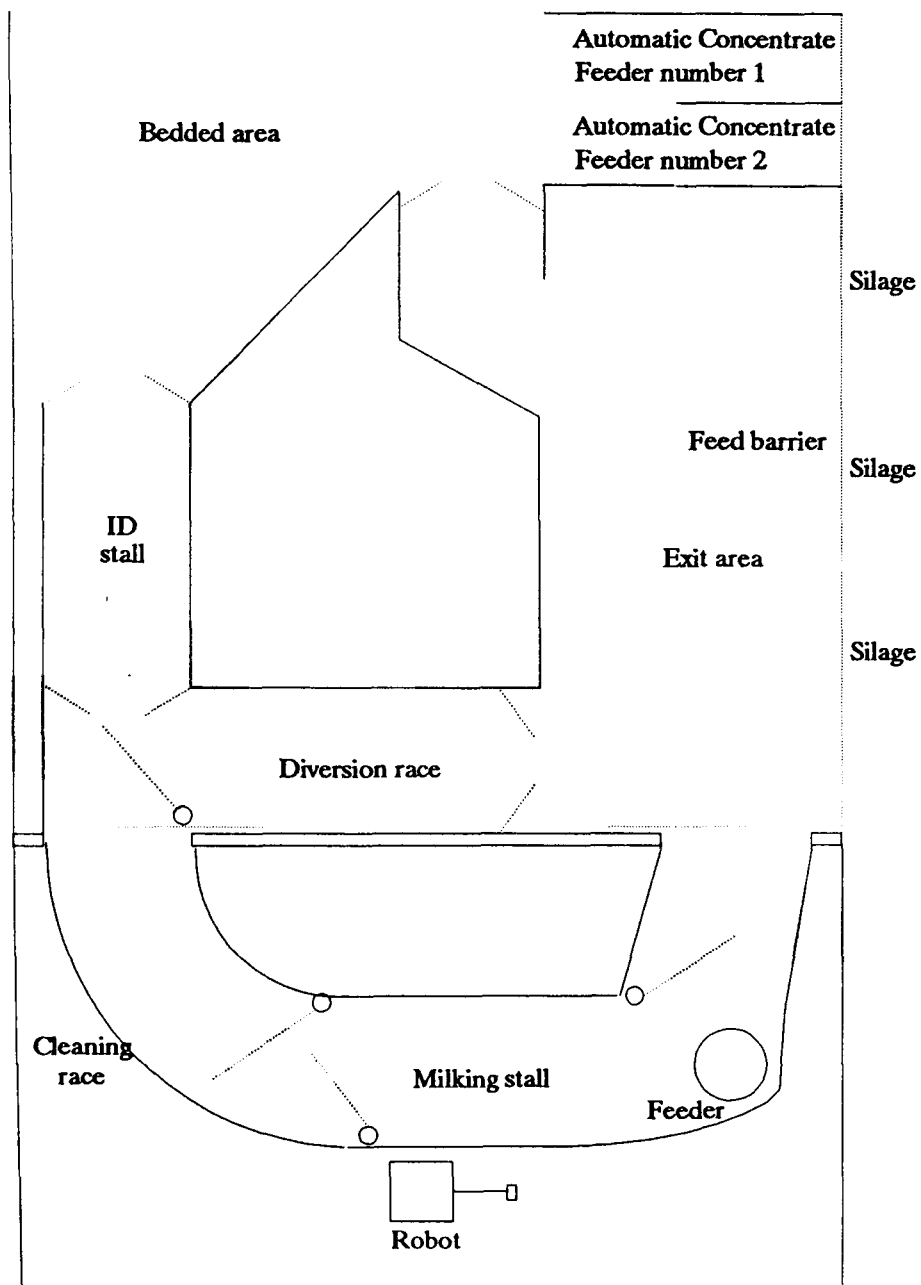 Automatic Concentrate
Feeder number 1
Automatic Concentrate
Feeder number 2
Bedded area
Silage
Feed barrier
Silage
ID
stall
Exit area
Silage
Diversion race
Cleaning
race
Milking stall
Feeder
Robot